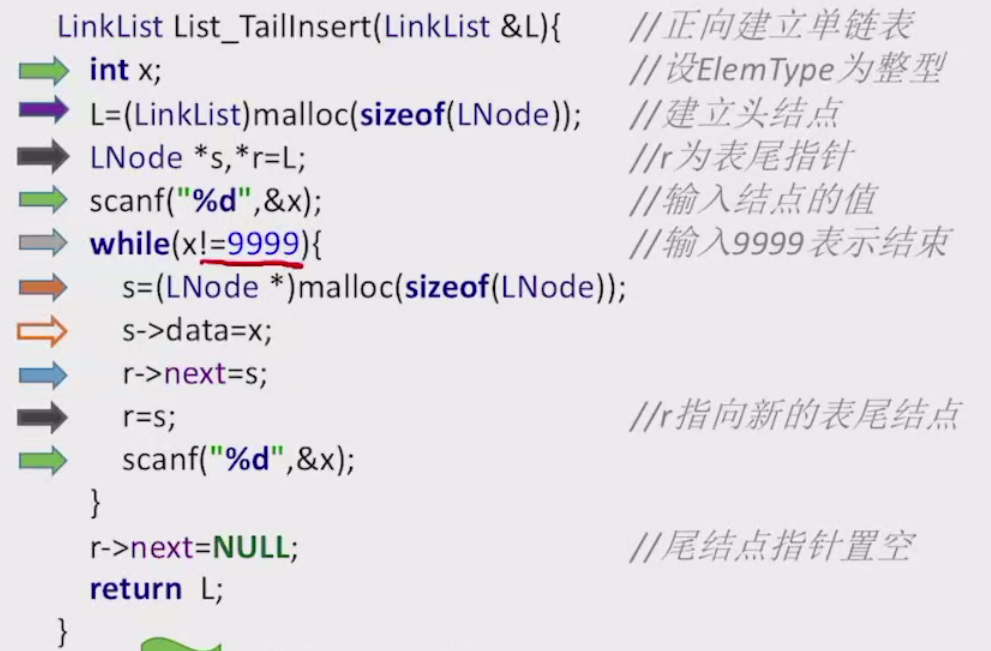 LinkList List_TailInsert(LinkList &L){ //正向建立单链表
int x; //设ElemType为整型
L=(LinkList)malloc(sizeof(LNode)); //建立头结点
LNode *s,*r=L; //r为表尾指针
scanf("%d",&x); //输入结点的值
while(x!=9999){ //输入9999表示结束
s=(LNode *)malloc(sizeof(LNode));
s->data=x;
r->next=s;
r=s; //r指向新的表尾结点
scanf("%d",&x);
}
r->next=NULL; //尾结点指针置空
return L;
}